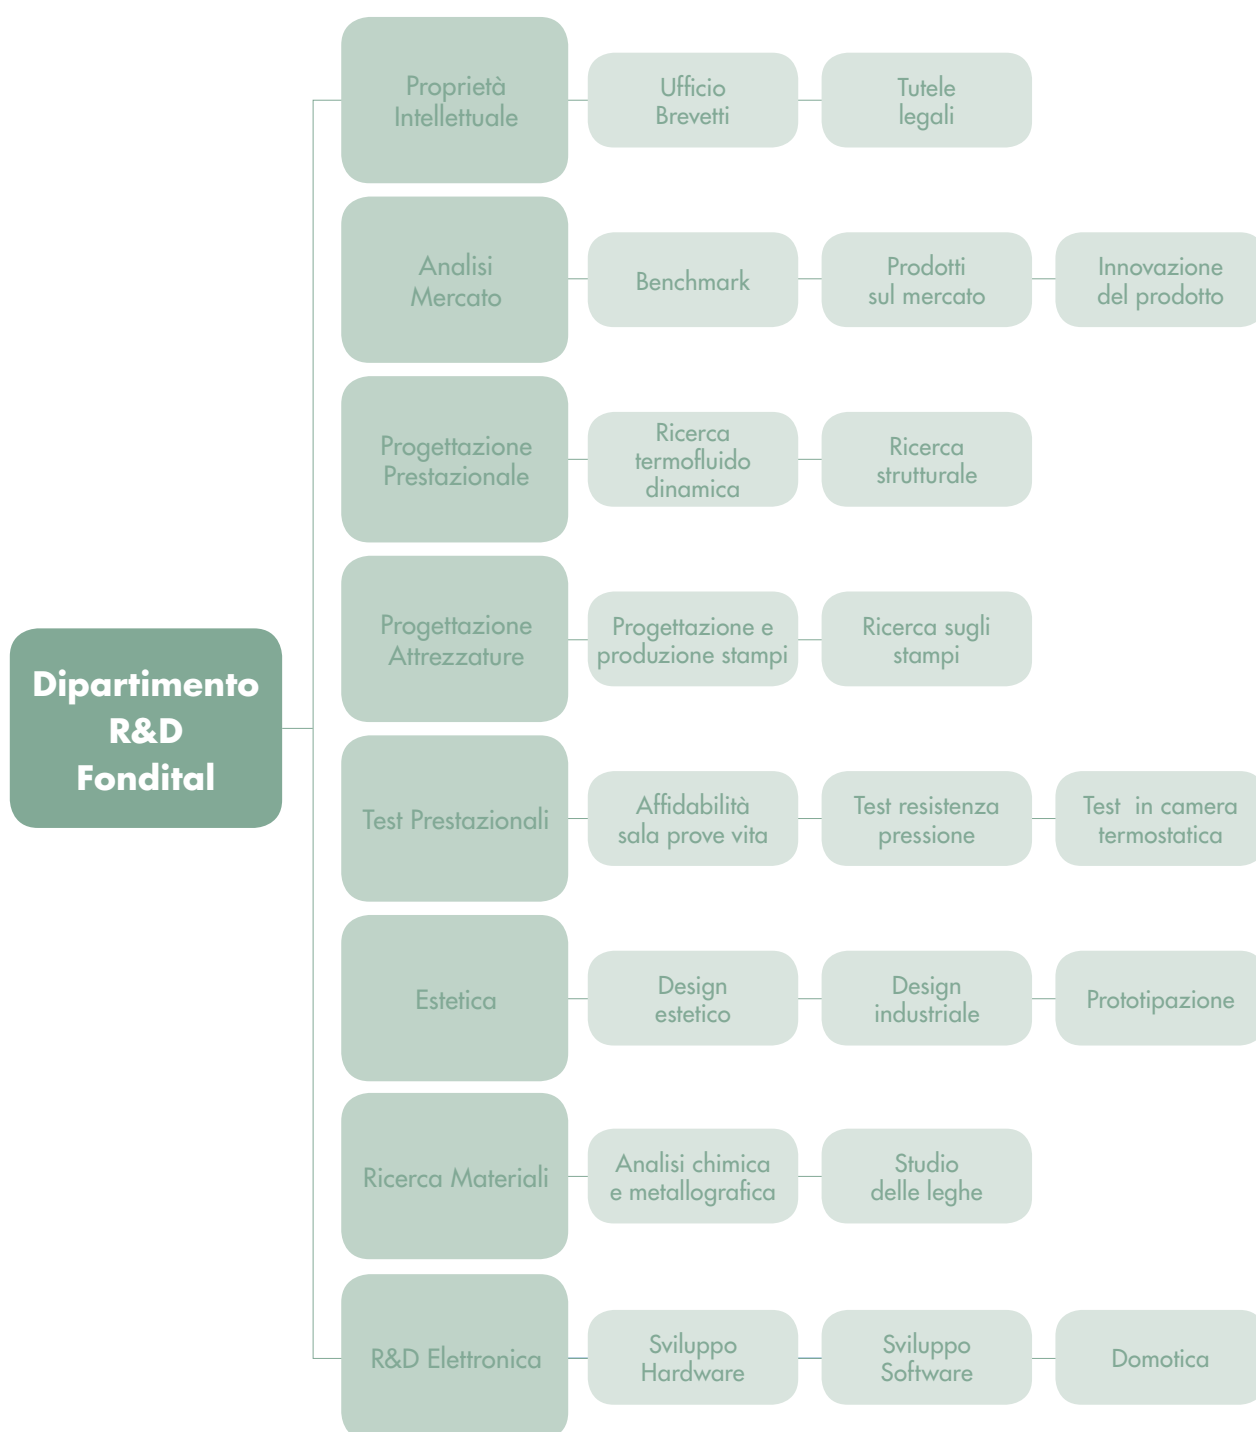 Proprietà
Intellettuale
Ufficio
Brevetti
Tutele
legali
Analisi
Mercato
Benchmark
Prodotti
sul mercato
Innovazione
del prodotto
Progettazione
Prestazionale
Ricerca
termofluido
dinamica
Ricerca
strutturale
Progettazione
Attrezzature
Progettazione e
produzione stampi
Ricerca sugli
stampi
Dipartimento
R&D
Fondital
Test Prestazionali
Affidabilità
sala prove vita
Test resistenza
pressione
Test in camera
termostatica
Estetica
Design
estetico
Design
industriale
Prototipazione
Ricerca Materiali
Analisi chimica
e metallografica
Studio
delle leghe
R&D Elettronica
Sviluppo
Hardware
Sviluppo
Software
Domotica